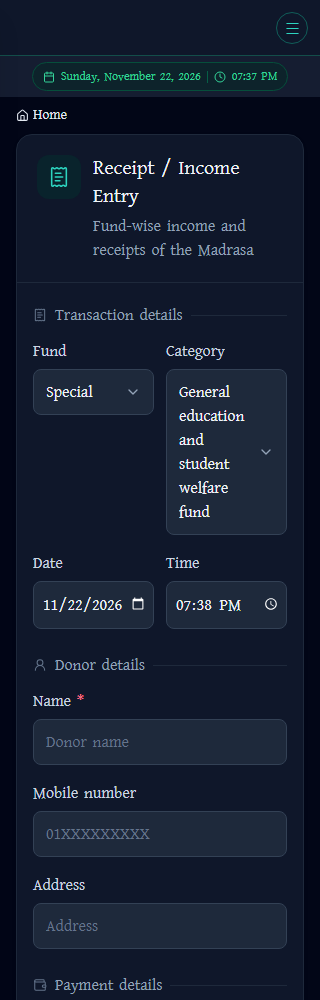 Sunday, November 22, 2026 | 07:37 PM
Home
Receipt / Income
Entry
Fund-wise income and
receipts of the Madrasa
Transaction details
Fund
Category
Special
General
education
and
student
welfare
fund
Date
Time
11/22/2026
07:38 PM
Donor details
Name *
Donor name
Mobile number
01XXXXXXXXX
Address
Address
Payment details